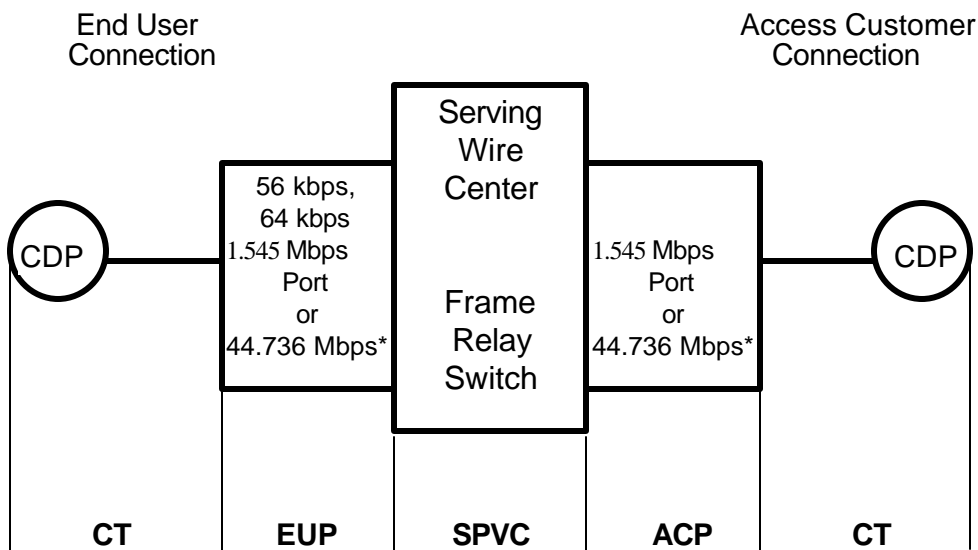 End User
Connection
Access Customer
Connection
Serving
Wire
Center
Frame
Relay
Switch
56 kbps,
64 kbps
1.545 Mbps
Port
or
44.736 Mbps*
1.545 Mbps
Port
or
44.736 Mbps*
CDP
CDP
CT
EUP
SPVC
ACP
CT